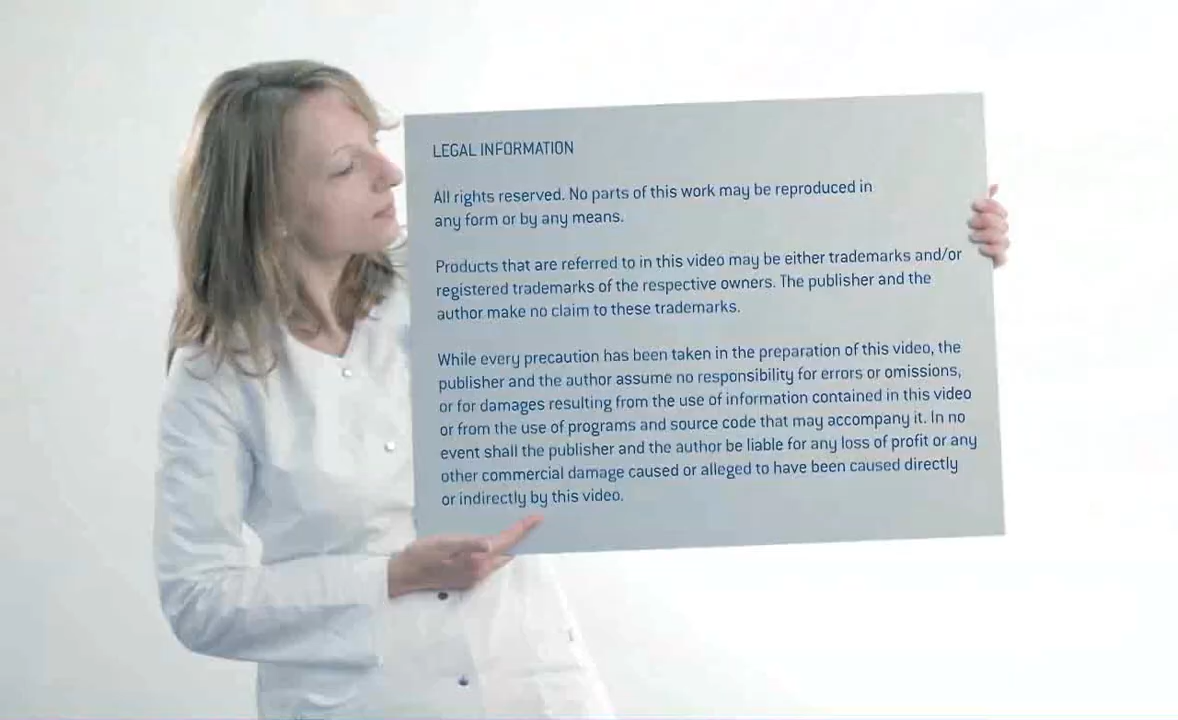 LEGAL INFORMATION
All rights reserved. No parts of this work may be reproduced in
any form or by any means.
Products that are referred to in this video may be either trademarks and/or
registered trademarks of the respective owners. The publisher and the
author make no claim to these trademarks.
While every precaution has been taken in the preparation of this video, the
publisher and the author assume no responsibility for errors or omissions,
or for damages resulting from the use of information contained in this video
or from the use of programs and source code that may accompany it. In no
event shall the publisher and the author be liable for any loss of profit or any
other commercial damage caused or alleged to have been caused directly
or indirectly by this video.